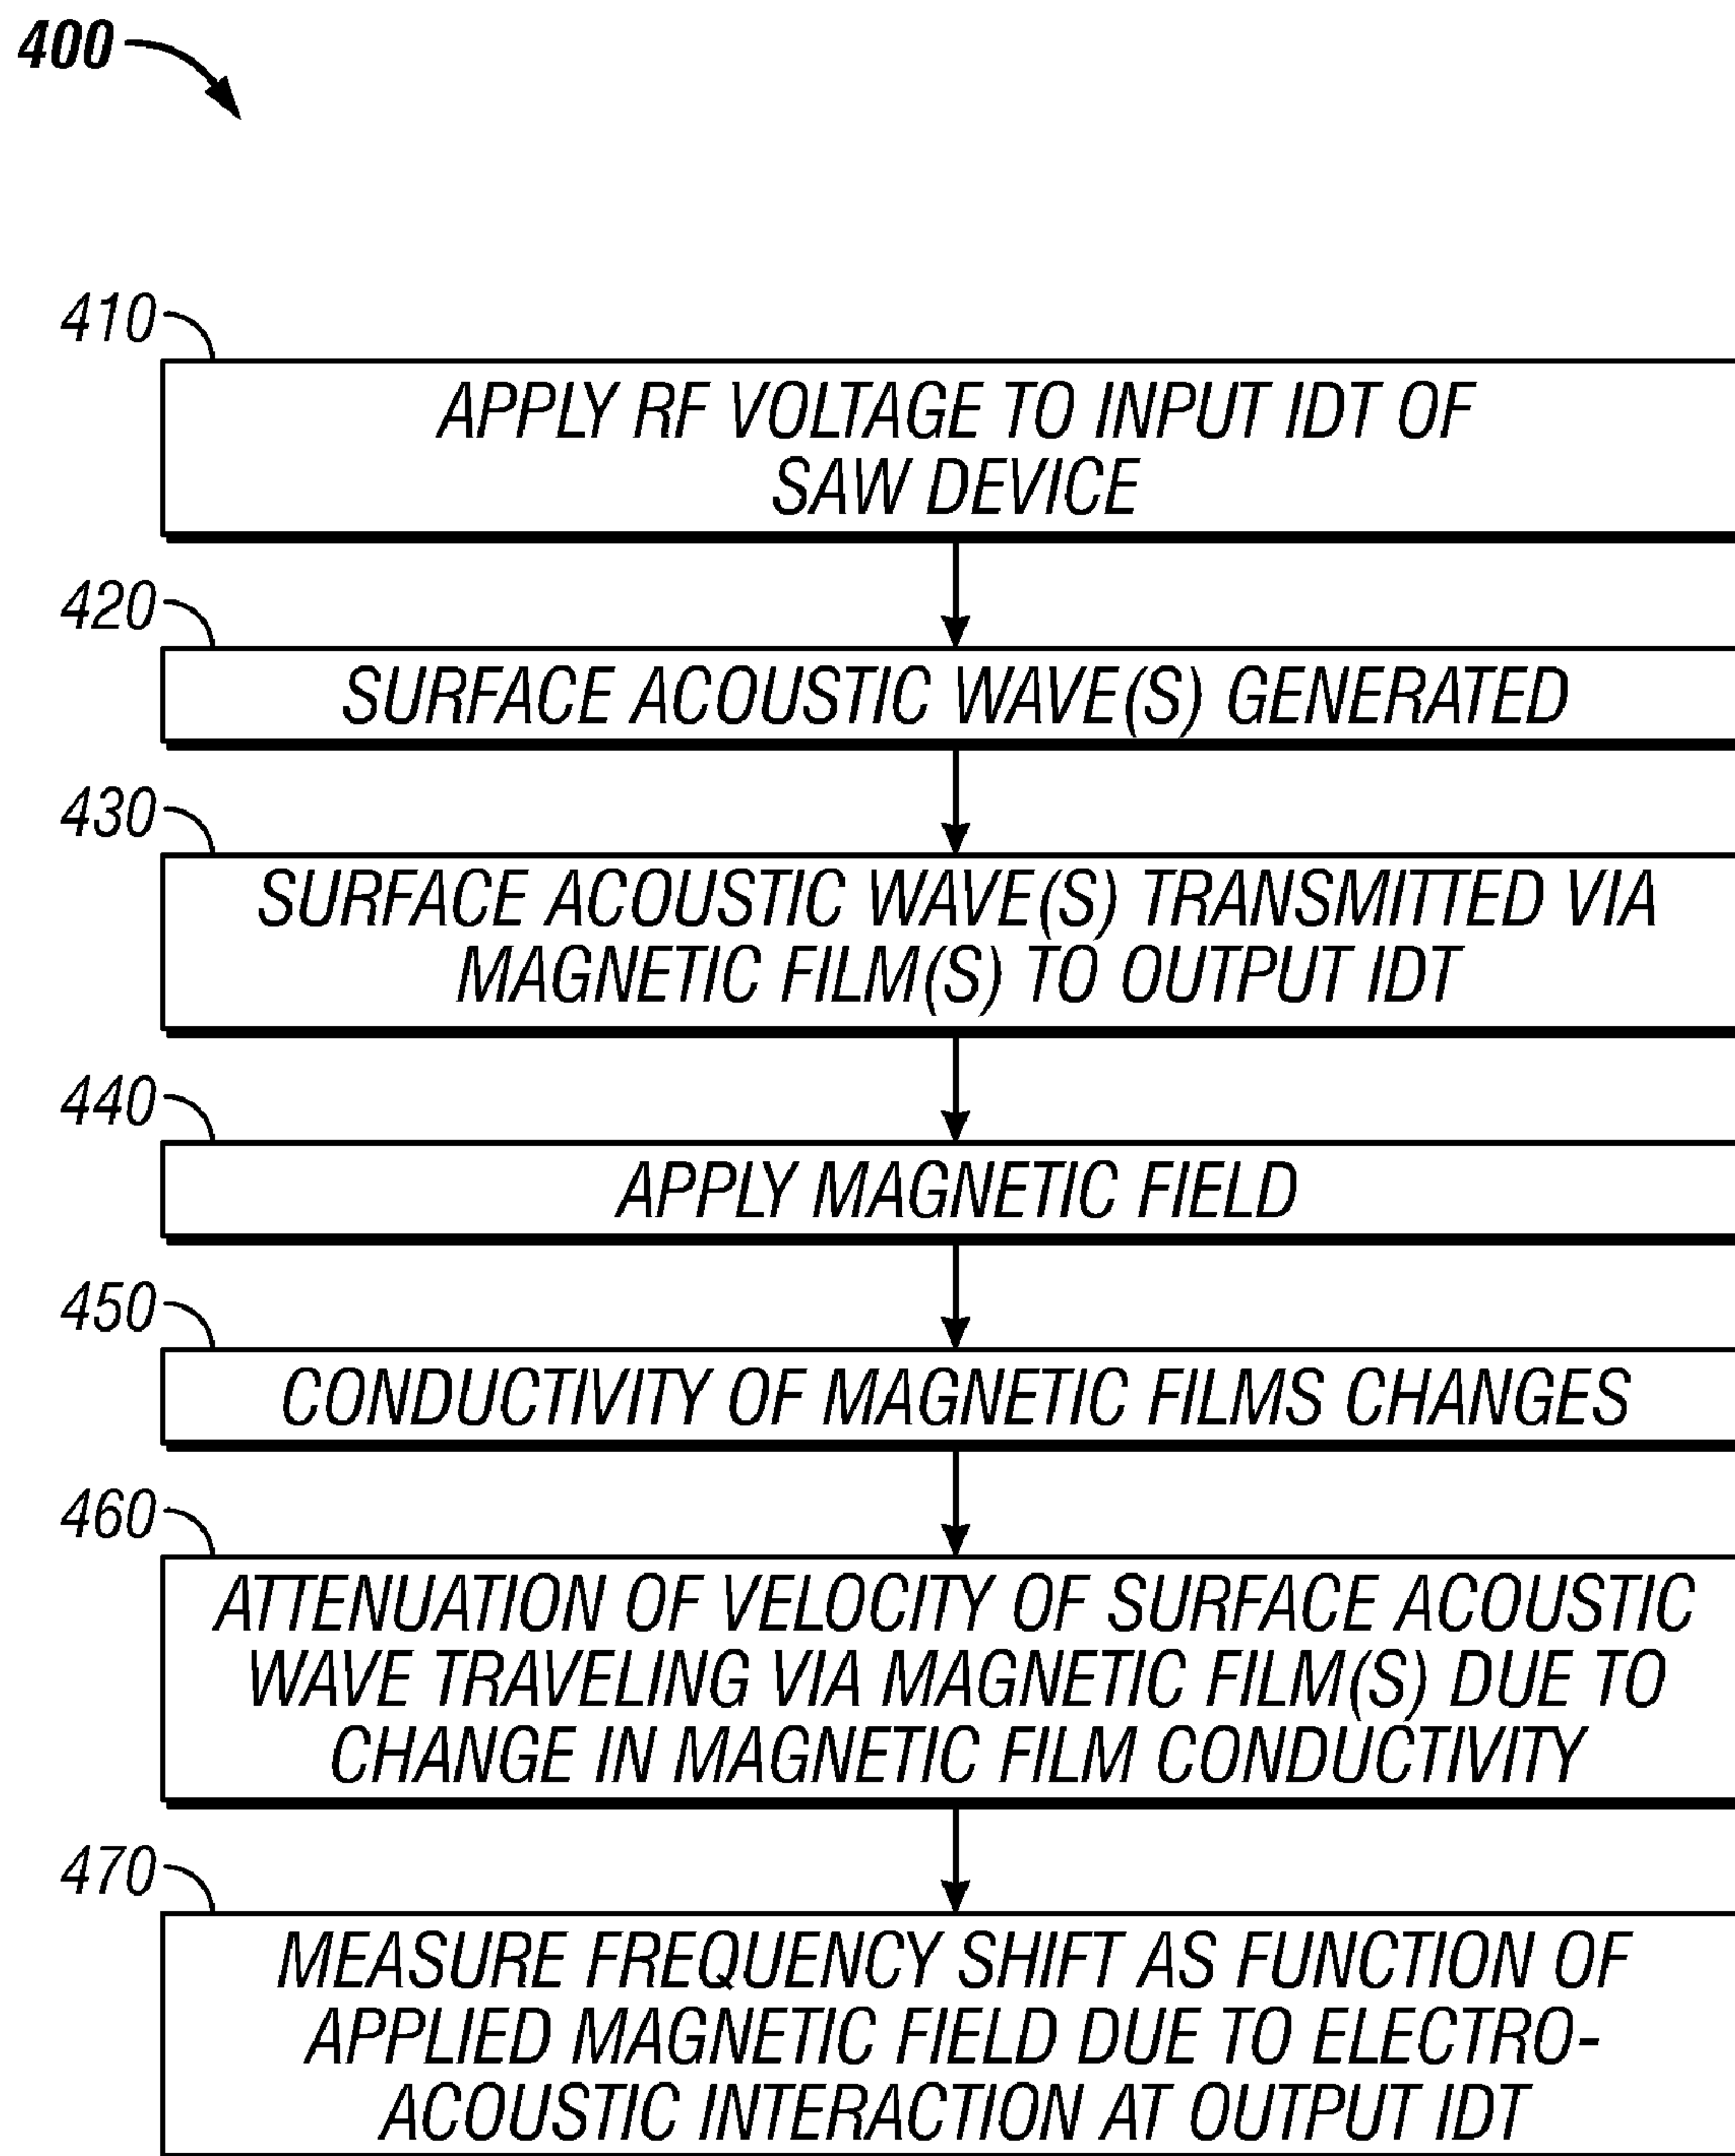 400
410
APPLY RF VOLTAGE TO INPUT IDT OF
SAW DEVICE
420
SURFACE ACOUSTIC WAVE(S) GENERATED
430
SURFACE ACOUSTIC WAVE(S) TRANSMITTED VIA
MAGNETIC FILM(S) TO OUTPUT IDT
440
APPLY MAGNETIC FIELD
450
CONDUCTIVITY OF MAGNETIC FILMS CHANGES
460
ATTENUATION OF VELOCITY OF SURFACE ACOUSTIC
WAVE TRAVELING VIA MAGNETIC FILM(S) DUE TO
CHANGE IN MAGNETIC FILM CONDUCTIVITY
470
MEASURE FREQUENCY SHIFT AS FUNCTION OF
APPLIED MAGNETIC FIELD DUE TO ELECTRO-
ACOUSTIC INTERACTION AT OUTPUT IDT